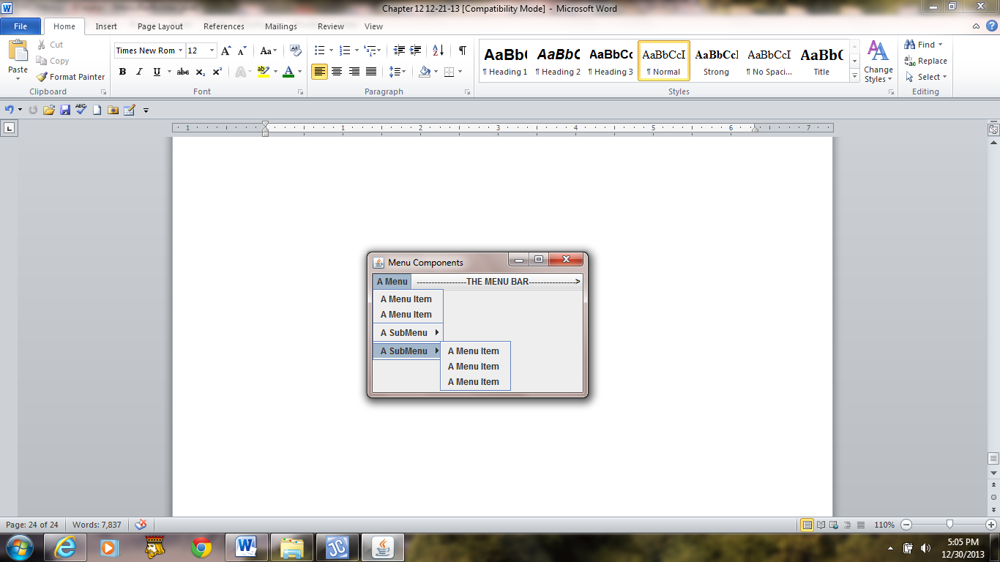 Chapter 12 12-21-13 [Compatibility Mode] - Microsoft Word
File Home Insert Page Layout References Mailings Review View
Paste
Cut
Copy
Format Painter
Clipboard
Times New Rom 12
Aa
B I U abc x₂ x² A ab A
Font
Paragraph
AaBbC AaBbC AaBbCc AaBbCcI AaBbCcI AaBbCcI AaBbC
¶ Heading 1 ¶ Heading 2 ¶ Heading 3 ¶ Normal Strong ¶ No Spaci... Title
Change Styles
Styles
Find
Replace
Select
Editing
1 1 2 3 4 5 6 7
Menu Components
A Menu -----------------THE MENU BAR---------------->
A Menu Item
A Menu Item
A SubMenu
A SubMenu
A Menu Item
A Menu Item
A Menu Item
Page: 24 of 24 Words: 7,837 110%
5:05 PM
12/30/2013